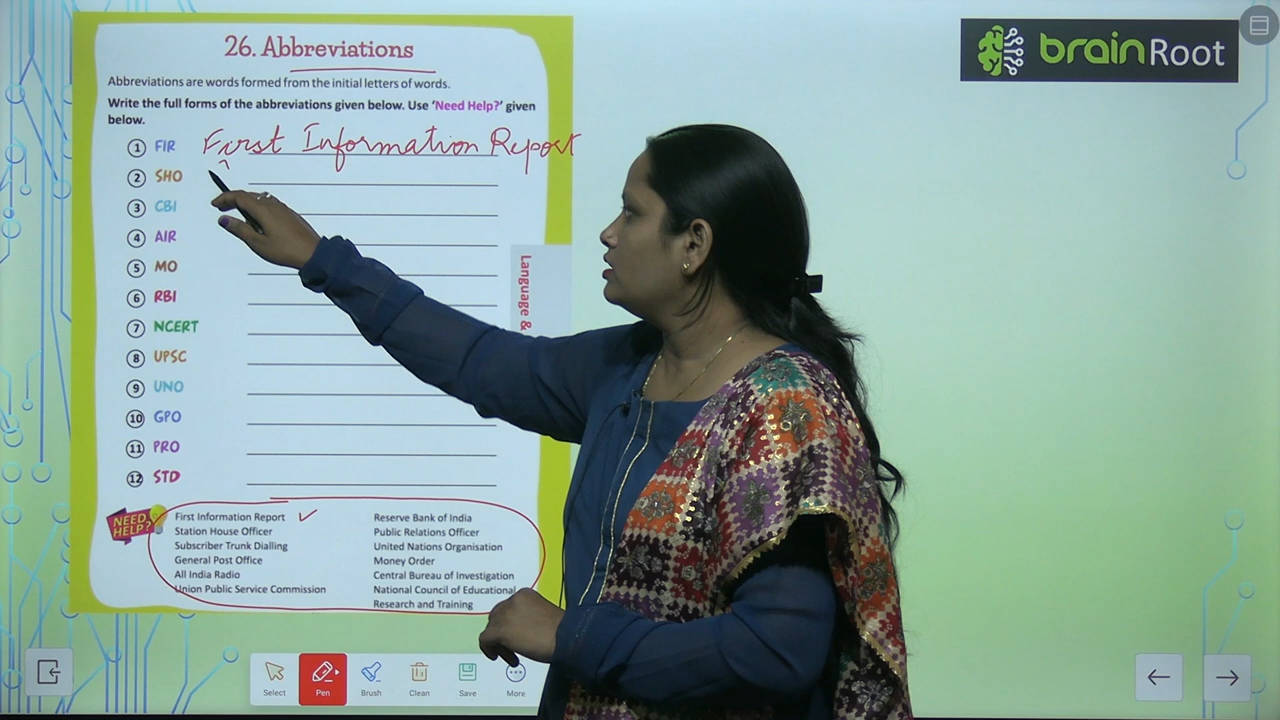 brainRoot
26. Abbreviations
Abbreviations are words formed from the initial letters of words.
Write the full forms of the abbreviations given below. Use ‘Need Help?’ given
below.
1 FIR First Information Report
2 SHO
3 CBI
4 AIR
5 MO
6 RBI
7 NCERT
8 UPSC
9 UNO
10 GPO
11 PRO
12 STD
Language &
NEED
HELP?
First Information Report
Station House Officer
Subscriber Trunk Dialling
General Post Office
All India Radio
Union Public Service Commission
Reserve Bank of India
Public Relations Officer
United Nations Organisation
Money Order
Central Bureau of Investigation
National Council of Educational
Research and Training
Select Pen Brush Clean Save More